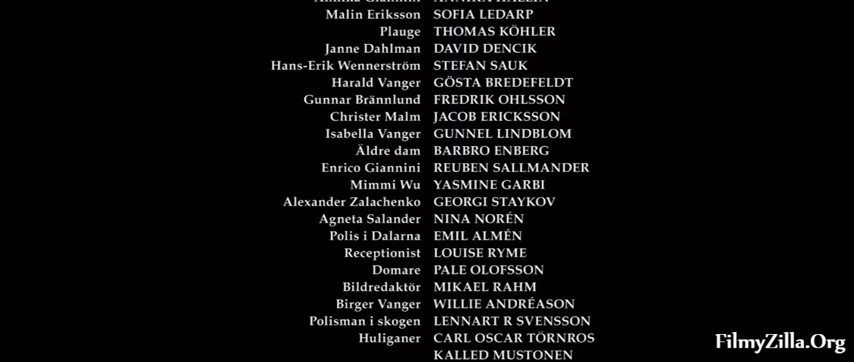 Annika Giannini ANNIKA HALLIN
Malin Eriksson SOFIA LEDARP
Plauge THOMAS KÖHLER
Janne Dahlman DAVID DENCIK
Hans-Erik Wennerström STEFAN SAUK
Harald Vanger GÖSTA BREDEFELDT
Gunnar Brännlund FREDRIK OHLSSON
Christer Malm JACOB ERICKSSON
Isabella Vanger GUNNEL LINDBLOM
Äldre dam BARBRO ENBERG
Enrico Giannini REUBEN SALLMANDER
Mimmi Wu YASMINE GARBI
Alexander Zalachenko GEORGI STAYKOV
Agneta Salander NINA NORÉN
Polis i Dalarna EMIL ALMÉN
Receptionist LOUISE RYME
Domare PALE OLOFSSON
Bildredaktör MIKAEL RAHM
Birger Vanger WILLIE ANDRÉASON
Polisman i skogen LENNART R SVENSSON
Huliganer CARL OSCAR TÖRNROS
KALLED MUSTONEN
FilmyZilla.Org